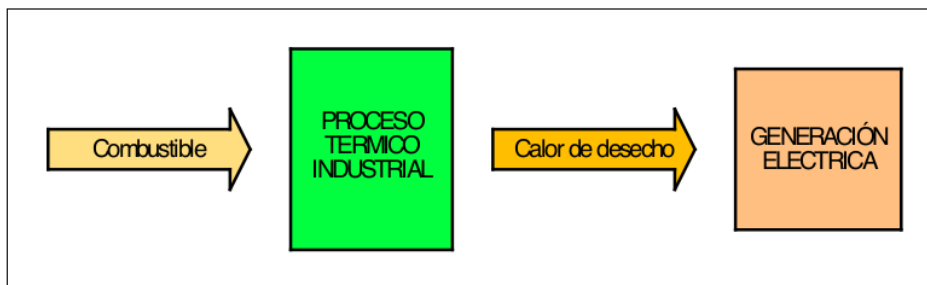 Combustible
PROCESO
TERMICO
INDUSTRIAL
Calor de desecho
GENERACIÓN
ELECTRICA